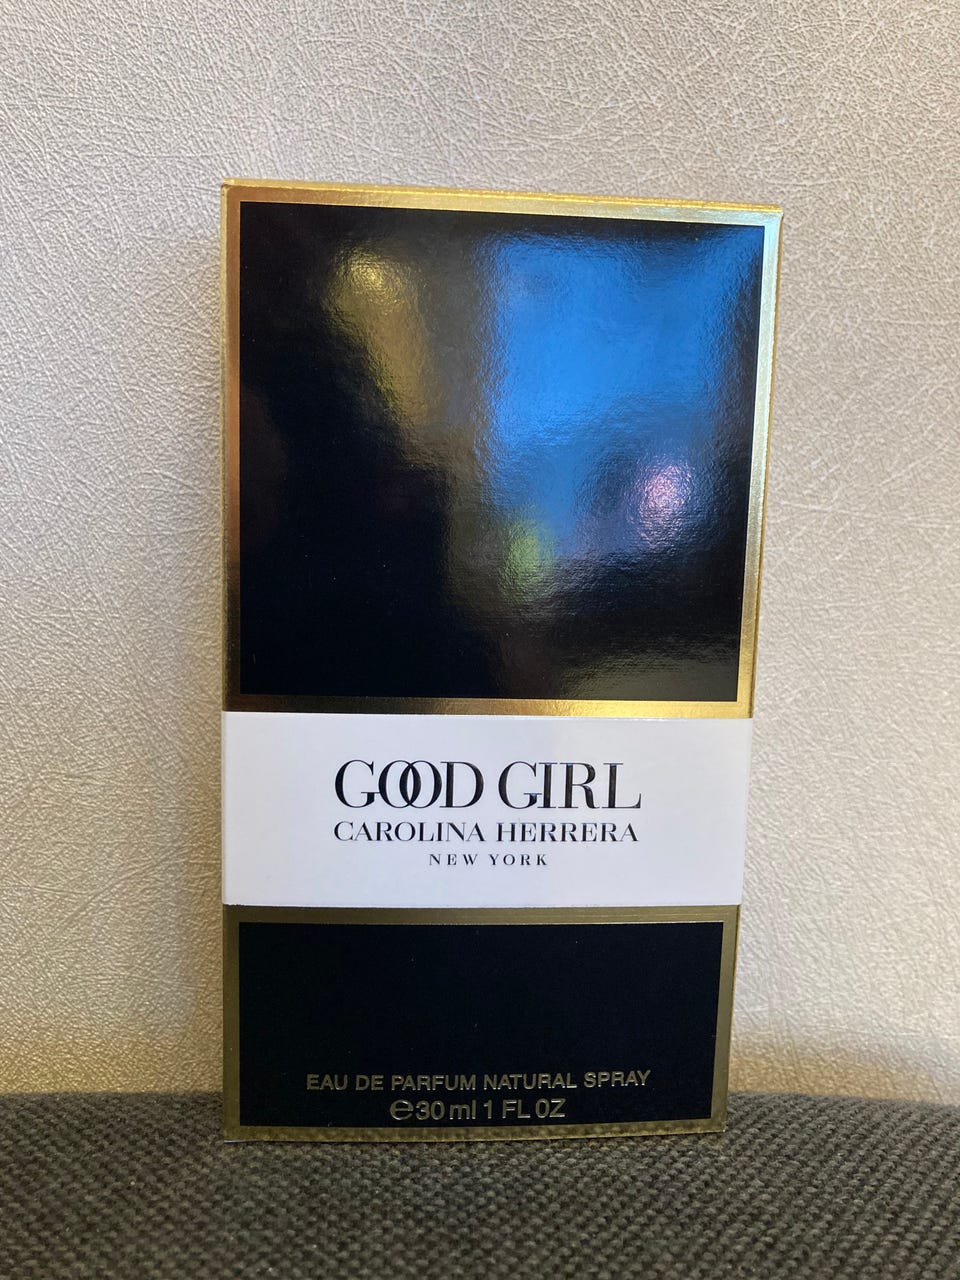 GOOD GIRL
CAROLINA HERRERA
NEW YORK
EAU DE PARFUM NATURAL SPRAY
℮30 ml 1 FL OZ